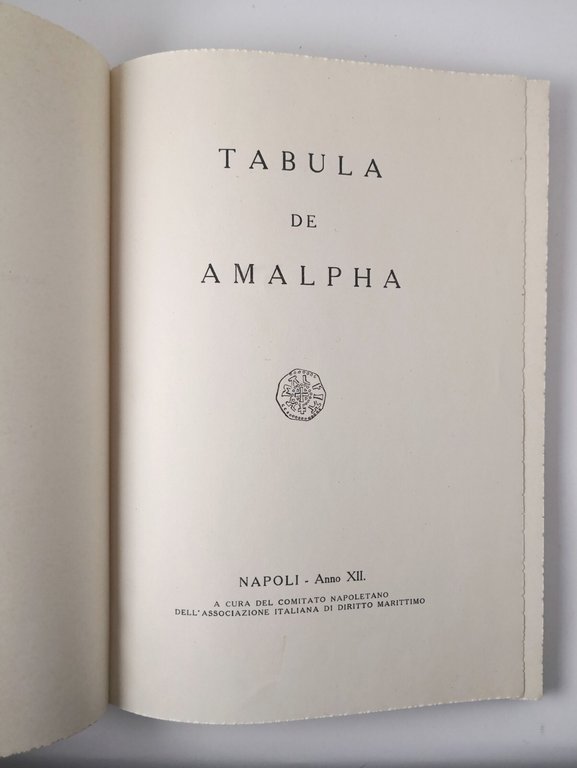 TABULA
DE
AMALPHA
NAPOLI - Anno XII.
A CURA DEL COMITATO NAPOLETANO
DELL'ASSOCIAZIONE ITALIANA DI DIRITTO MARITTIMO